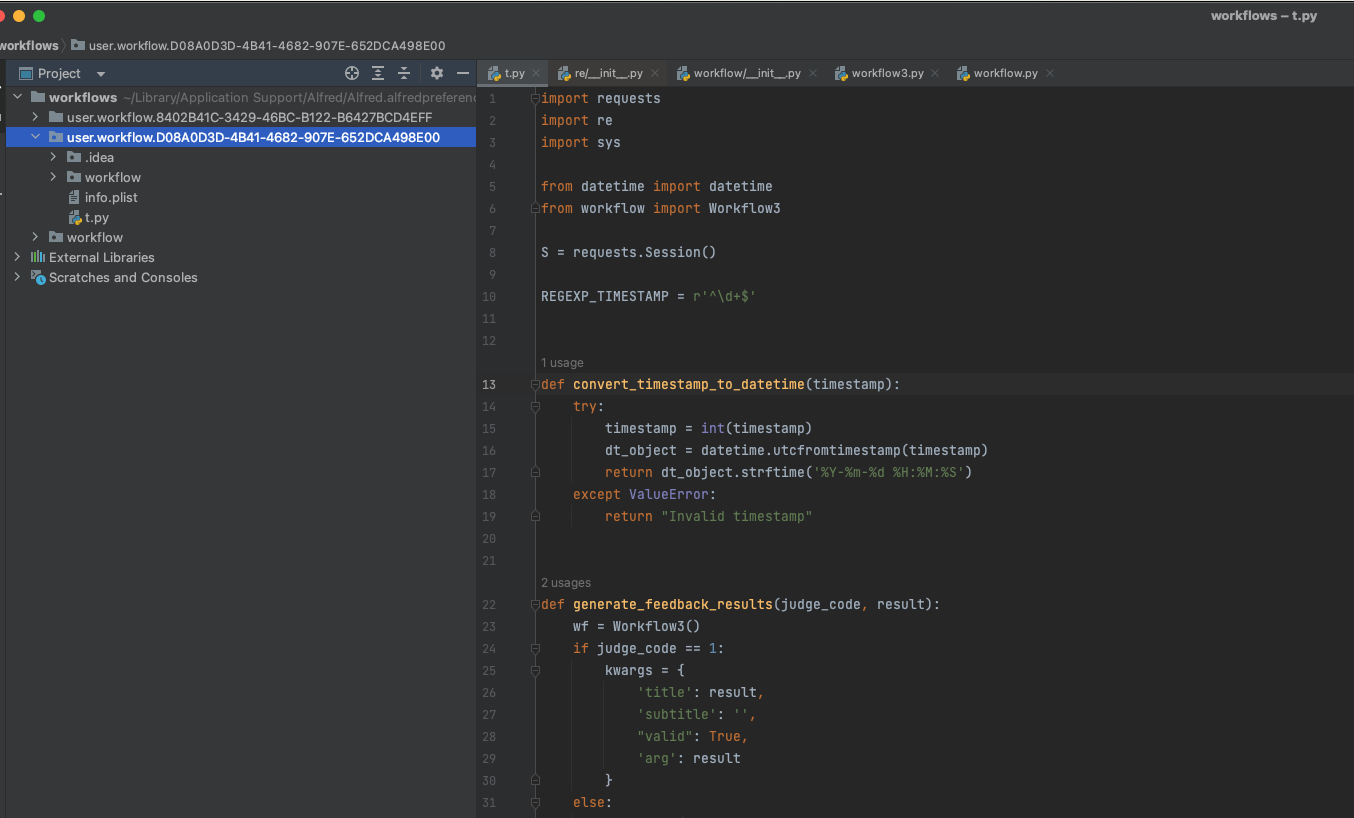 workflows – t.py
workflows user.workflow.D08A0D3D-4B41-4682-907E-652DCA498E00
Project
workflows ~/Library/Application Support/Alfred/Alfred.alfredpreferenc
user.workflow.8402B41C-3429-46BC-B122-B6427BCD4EFF
user.workflow.D08A0D3D-4B41-4682-907E-652DCA498E00
.idea
workflow
info.plist
t.py
workflow
External Libraries
Scratches and Consoles
t.py re/__init__.py workflow/__init__.py workflow3.py workflow.py
1 import requests
2 import re
3 import sys
4
5 from datetime import datetime
6 from workflow import Workflow3
7
8 S = requests.Session()
9
10 REGEXP_TIMESTAMP = r'^\d+$'
11
12
1 usage
13 def convert_timestamp_to_datetime(timestamp):
14 try:
15 timestamp = int(timestamp)
16 dt_object = datetime.utcfromtimestamp(timestamp)
17 return dt_object.strftime('%Y-%m-%d %H:%M:%S')
18 except ValueError:
19 return "Invalid timestamp"
20
21
2 usages
22 def generate_feedback_results(judge_code, result):
23 wf = Workflow3()
24 if judge_code == 1:
25 kwargs = {
26 'title': result,
27 'subtitle': '',
28 "valid": True,
29 'arg': result
30 }
31 else: